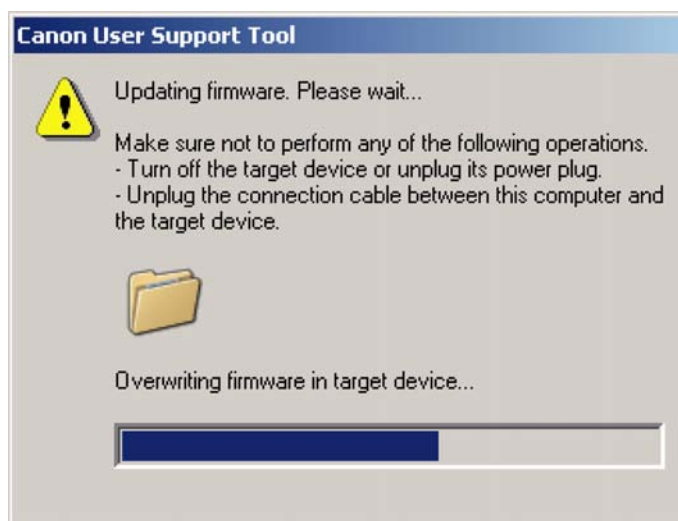 Canon User Support Tool
Updating firmware. Please wait...
Make sure not to perform any of the following operations.
- Turn off the target device or unplug its power plug.
- Unplug the connection cable between this computer and
the target device.
Overwriting firmware in target device...